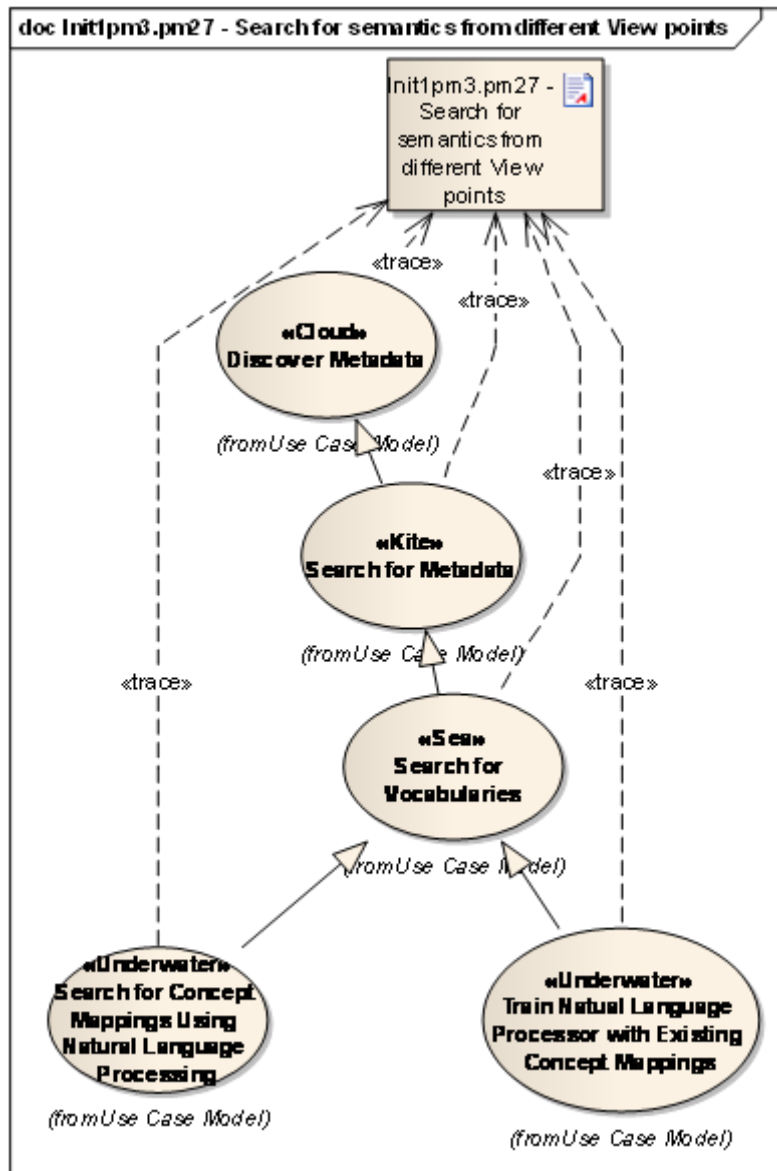 doc Init1pm3.pm27 - Search for semantics from different View points
Init1pm3.pm27 -
Search for
semantics from
different View
points
«trace»
«trace»
«Cloud»
Discover Metadata
(from Use Case Model)
«trace»
«Kite»
Search for Metadata
(from Use Case Model)
«trace»
«trace»
«Sea»
Search for
Vocabularies
(from Use Case Model)
«Underwater»
Search for Concept
Mappings Using
Natural Language
Processing
(from Use Case Model)
«Underwater»
Train Natual Language
Processor with Existing
Concept Mappings
(from Use Case Model)